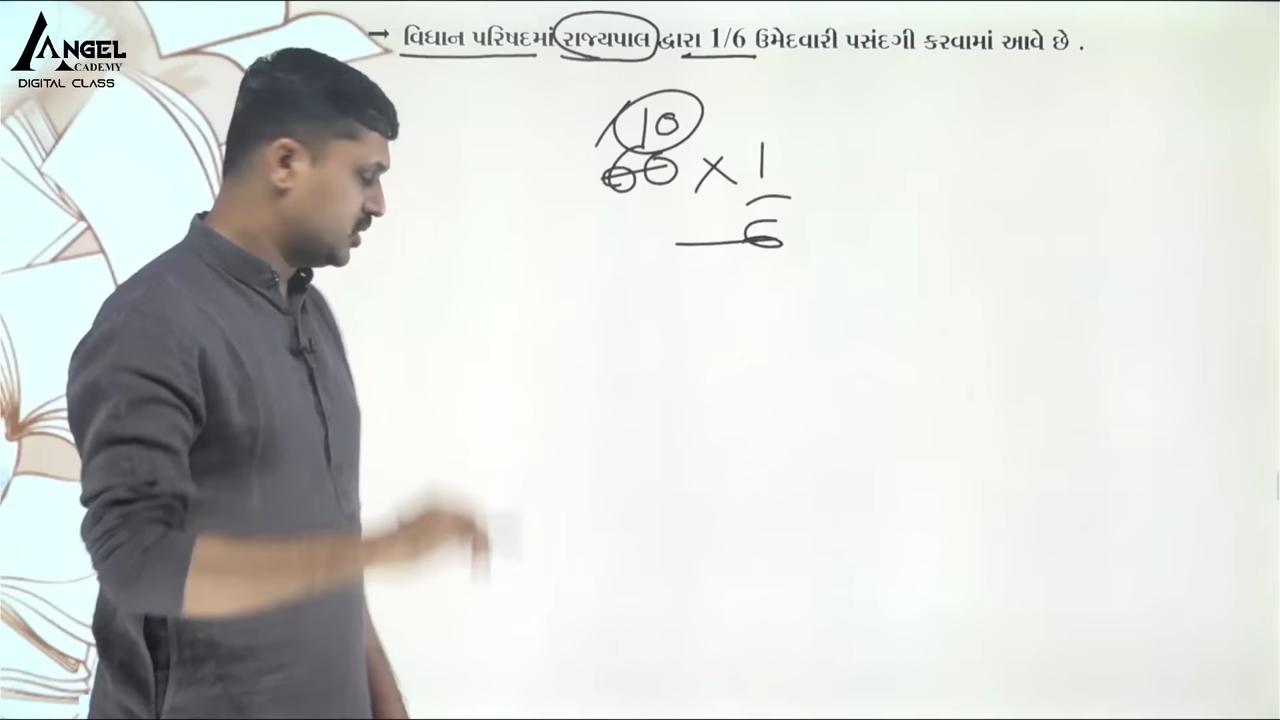 ANGEL
ACADEMY
DIGITAL CLASS
→ વિધાન પરિષદમાં રાજ્યપાલ દ્વારા 1/6 ઉમેદવારી પસંદગી કરવામાં આવે છે .
10
60 × 1
6